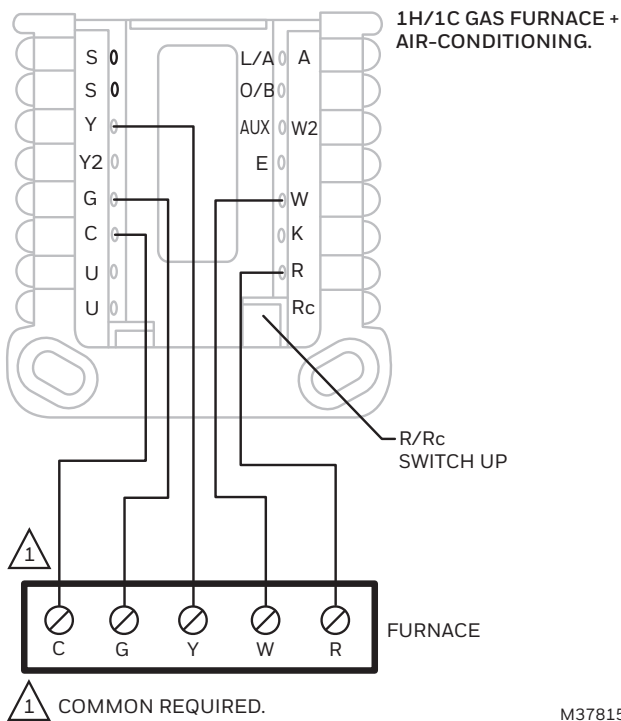 1H/1C GAS FURNACE +
AIR-CONDITIONING.
S L/A A
S O/B
Y AUX W2
Y2 E
G W
C K
U R
U Rc
R/Rc
SWITCH UP
1
C G Y W R
FURNACE
1 COMMON REQUIRED.
M37815